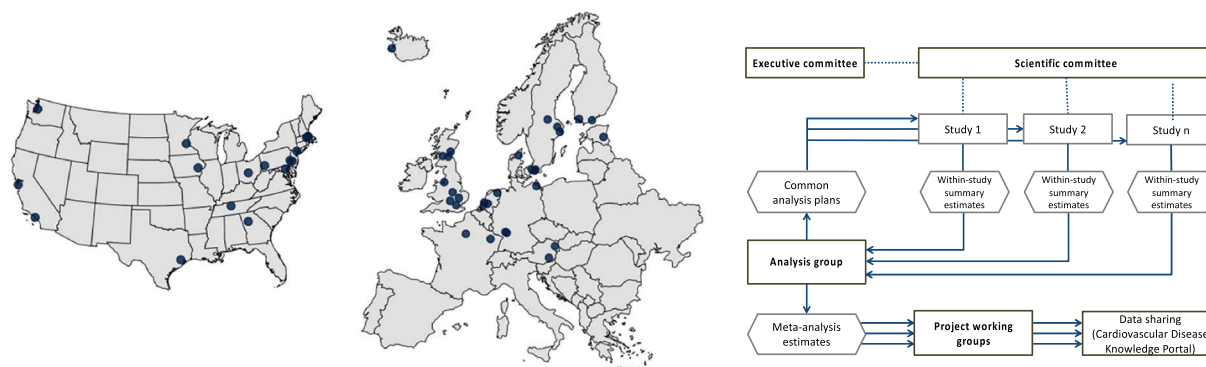 Executive committee
Scientific committee
Study 1
Study 2
Study n
Common
analysis plans
Within-study
summary
estimates
Within-study
summary
estimates
Within-study
summary
estimates
Analysis group
Meta-analysis
estimates
Project working
groups
Data sharing
(Cardiovascular Disease
Knowledge Portal)